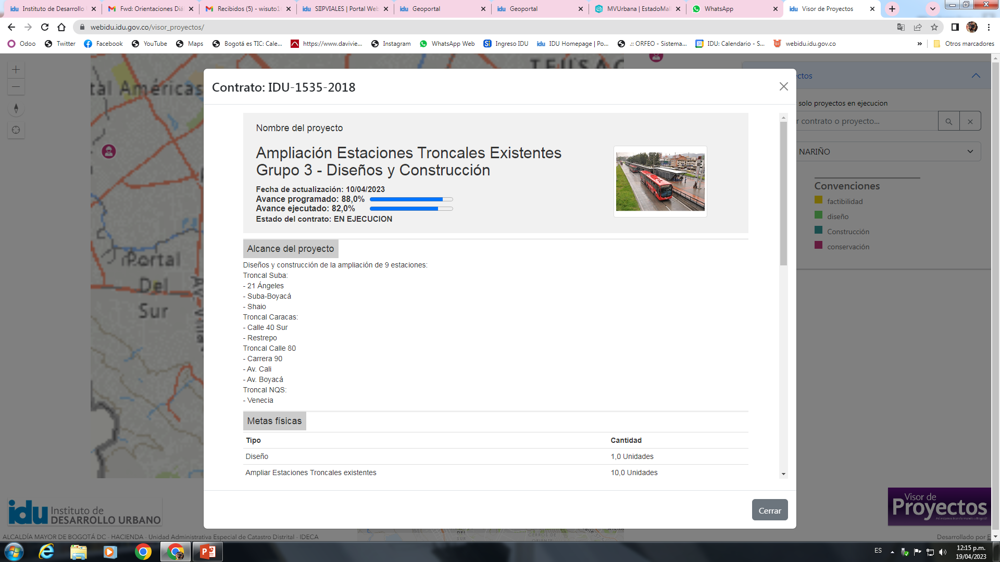 Instituto de Desarrollo
Fwd: Orientaciones Diá
Recibidos (5) - wisuto1
SIIPVIALES | Portal Web
Geoportal
Geoportal
MVUrbana | EstadoMal
WhatsApp
Visor de Proyectos
webidu.idu.gov.co/visor_proyectos/
Odoo
Twitter
Facebook
YouTube
Maps
Bogotá es TIC: Cale...
https://www.davivie...
Instagram
WhatsApp Web
Ingreso IDU
IDU Homepage | Po...
.:: ORFEO - Sistema...
IDU: Calendario - S...
webidu.idu.gov.co
»
Otros marcadores
tal Américas
Portal
Del
Sur
Contrato: IDU-1535-2018
Nombre del proyecto
Ampliación Estaciones Troncales Existentes
Grupo 3 - Diseños y Construcción
Fecha de actualización: 10/04/2023
Avance programado: 88,0%
Avance ejecutado: 82,0%
Estado del contrato: EN EJECUCION
Alcance del proyecto
Diseños y construcción de la ampliación de 9 estaciones:
Troncal Suba:
- 21 Ángeles
- Suba-Boyacá
- Shaio
Troncal Caracas:
- Calle 40 Sur
- Restrepo
Troncal Calle 80
- Carrera 90
- Av. Cali
- Av. Boyacá
Troncal NQS:
- Venecia
Metas físicas
Tipo Cantidad
Diseño 1,0 Unidades
Ampliar Estaciones Troncales existentes 10,0 Unidades
Cerrar
ectos
solo proyectos en ejecucion
r contrato o proyecto...
NARIÑO
Convenciones
factibilidad
diseño
Construcción
conservación
idu Instituto de
DESARROLLO URBANO
Visor de
Proyectos
ALCALDÍA MAYOR DE BOGOTÁ DC - HACIENDA - Unidad Administrativa Especial de Catastro Distrital - IDECA
Desarrollado por E
ES
12:15 p.m.
19/04/2023